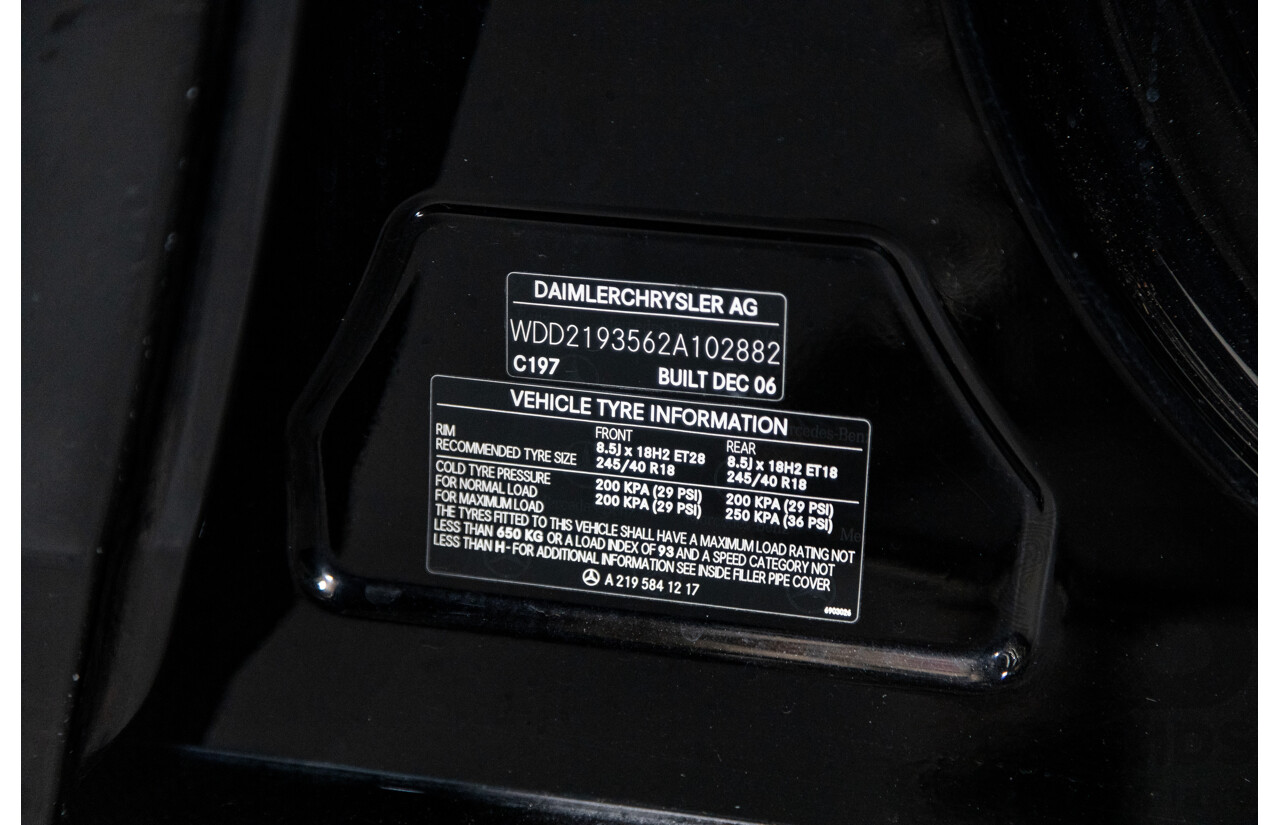 DAIMLERCHRYSLER AG
WDD2193562A102882
C197 BUILT DEC 06
VEHICLE TYRE INFORMATION
FRONT REAR
RIM 8.5J x 18H2 ET28 8.5J x 18H2 ET18
RECOMMENDED TYRE SIZE 245/40 R18 245/40 R18
COLD TYRE PRESSURE
FOR NORMAL LOAD 200 KPA (29 PSI) 200 KPA (29 PSI)
FOR MAXIMUM LOAD 200 KPA (29 PSI) 250 KPA (36 PSI)
THE TYRES FITTED TO THIS VEHICLE SHALL HAVE A MAXIMUM LOAD RATING NOT
LESS THAN 650 KG OR A LOAD INDEX OF 93 AND A SPEED CATEGORY NOT
LESS THAN H - FOR ADDITIONAL INFORMATION SEE INSIDE FILLER PIPE COVER
A 219 584 12 17
6903026